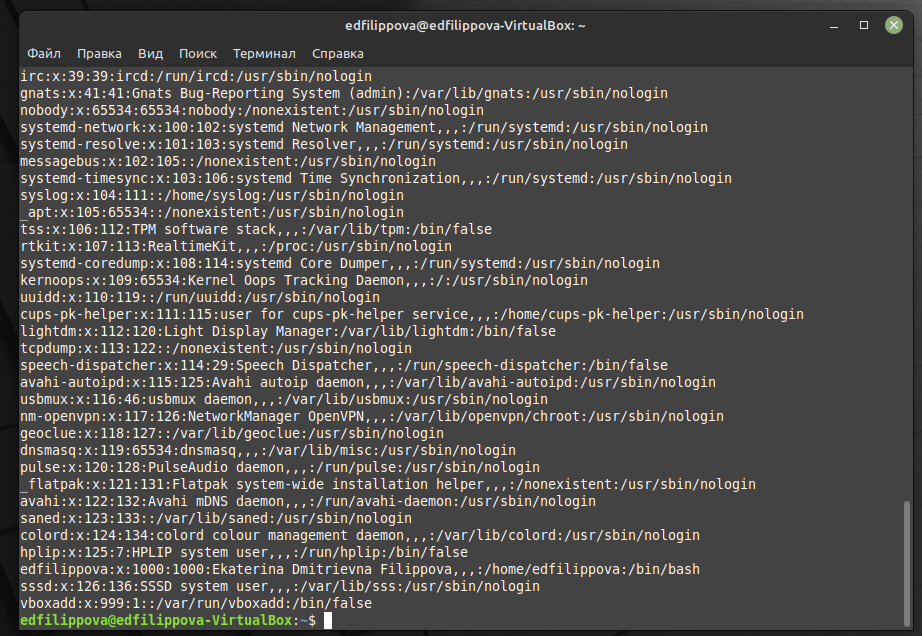 edfilippova@edfilippova-VirtualBox: ~
Файл Правка Вид Поиск Терминал Справка
irc:x:39:39:ircd:/run/ircd:/usr/sbin/nologin
gnats:x:41:41:Gnats Bug-Reporting System (admin):/var/lib/gnats:/usr/sbin/nologin
nobody:x:65534:65534:nobody:/nonexistent:/usr/sbin/nologin
systemd-network:x:100:102:systemd Network Management,,,:/run/systemd:/usr/sbin/nologin
systemd-resolve:x:101:103:systemd Resolver,,,:/run/systemd:/usr/sbin/nologin
messagebus:x:102:105::/nonexistent:/usr/sbin/nologin
systemd-timesync:x:103:106:systemd Time Synchronization,,,:/run/systemd:/usr/sbin/nologin
syslog:x:104:111::/home/syslog:/usr/sbin/nologin
_apt:x:105:65534::/nonexistent:/usr/sbin/nologin
tss:x:106:112:TPM software stack,,,:/var/lib/tpm:/bin/false
rtkit:x:107:113:RealtimeKit,,,:/proc:/usr/sbin/nologin
systemd-coredump:x:108:114:systemd Core Dumper,,,:/run/systemd:/usr/sbin/nologin
kernoops:x:109:65534:Kernel Oops Tracking Daemon,,,:/:/usr/sbin/nologin
uuidd:x:110:119::/run/uuidd:/usr/sbin/nologin
cups-pk-helper:x:111:115:user for cups-pk-helper service,,,:/home/cups-pk-helper:/usr/sbin/nologin
lightdm:x:112:120:Light Display Manager:/var/lib/lightdm:/bin/false
tcpdump:x:113:122::/nonexistent:/usr/sbin/nologin
speech-dispatcher:x:114:29:Speech Dispatcher,,,:/run/speech-dispatcher:/bin/false
avahi-autoipd:x:115:125:Avahi autoip daemon,,,:/var/lib/avahi-autoipd:/usr/sbin/nologin
usbmux:x:116:46:usbmux daemon,,,:/var/lib/usbmux:/usr/sbin/nologin
nm-openvpn:x:117:126:NetworkManager OpenVPN,,,:/var/lib/openvpn/chroot:/usr/sbin/nologin
geoclue:x:118:127::/var/lib/geoclue:/usr/sbin/nologin
dnsmasq:x:119:65534:dnsmasq,,,:/var/lib/misc:/usr/sbin/nologin
pulse:x:120:128:PulseAudio daemon,,,:/run/pulse:/usr/sbin/nologin
_flatpak:x:121:131:Flatpak system-wide installation helper,,,:/nonexistent:/usr/sbin/nologin
avahi:x:122:132:Avahi mDNS daemon,,,:/run/avahi-daemon:/usr/sbin/nologin
saned:x:123:133::/var/lib/saned:/usr/sbin/nologin
colord:x:124:134:colord colour management daemon,,,:/var/lib/colord:/usr/sbin/nologin
hplip:x:125:7:HPLIP system user,,,:/run/hplip:/bin/false
edfilippova:x:1000:1000:Ekaterina Dmitrievna Filippova,,,:/home/edfilippova:/bin/bash
sssd:x:126:136:SSSD system user,,,:/var/lib/sss:/usr/sbin/nologin
vboxadd:x:999:1::/var/run/vboxadd:/bin/false
edfilippova@edfilippova-VirtualBox:~$